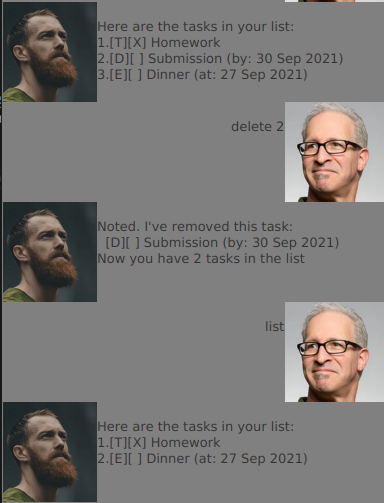 Here are the tasks in your list:
1.[T][X] Homework
2.[D][ ] Submission (by: 30 Sep 2021)
3.[E][ ] Dinner (at: 27 Sep 2021)
delete 2
Noted. I've removed this task:
[D][ ] Submission (by: 30 Sep 2021)
Now you have 2 tasks in the list
list
Here are the tasks in your list:
1.[T][X] Homework
2.[E][ ] Dinner (at: 27 Sep 2021)